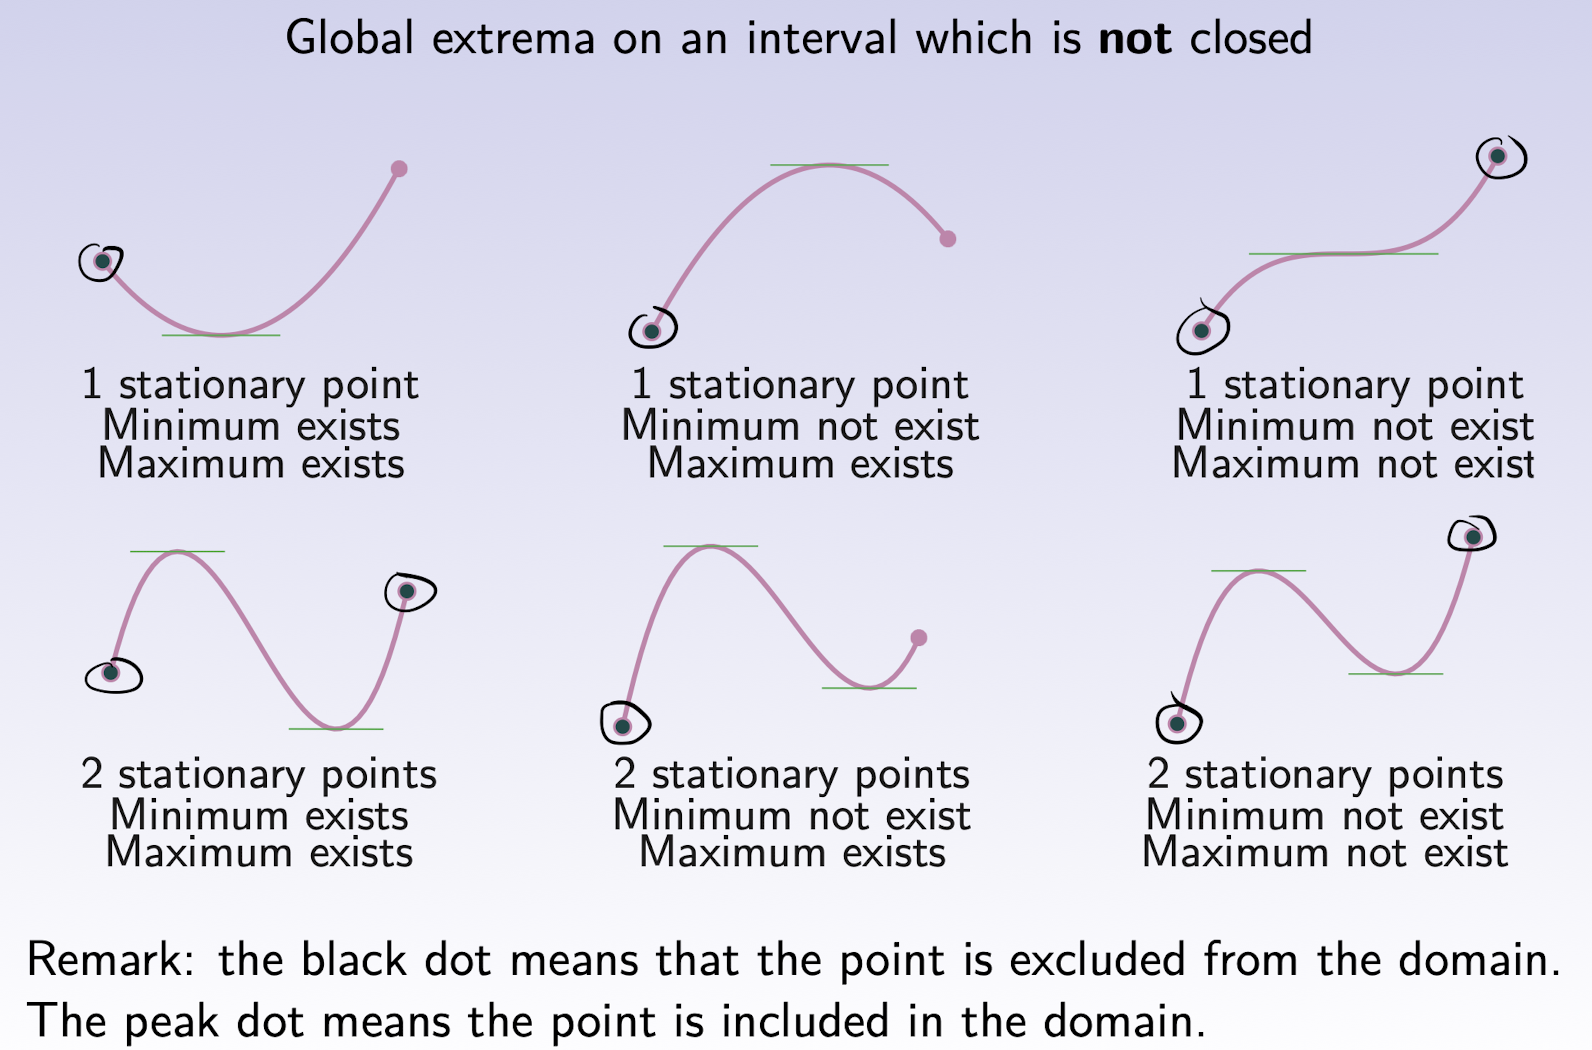 Global extrema on an interval which is not closed
1 stationary point
Minimum exists
Maximum exists
1 stationary point
Minimum not exist
Maximum exists
1 stationary point
Minimum not exist
Maximum not exist
2 stationary points
Minimum exists
Maximum exists
2 stationary points
Minimum not exist
Maximum exists
2 stationary points
Minimum not exist
Maximum not exist
Remark: the black dot means that the point is excluded from the domain.
The peak dot means the point is included in the domain.